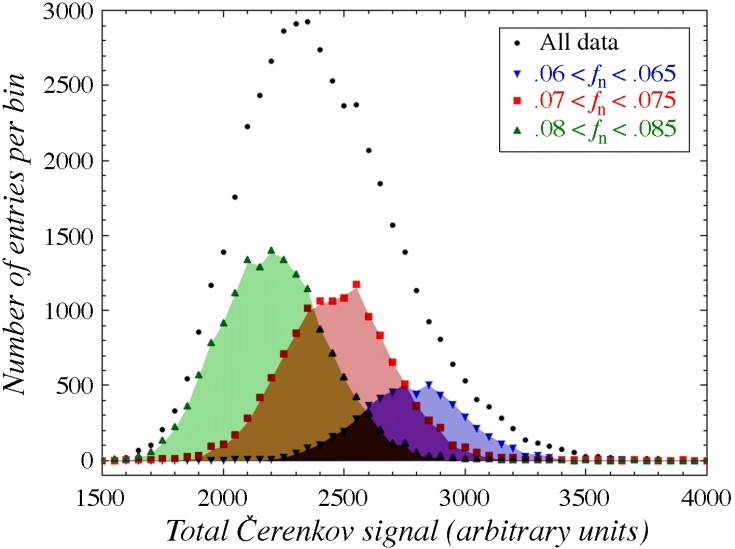 3000
2500
2000
1500
1000
500
0
Number of entries per bin
All data
.06 < fn < .065
.07 < fn < .075
.08 < fn < .085
1500 2000 2500 3000 3500 4000
Total Čerenkov signal (arbitrary units)